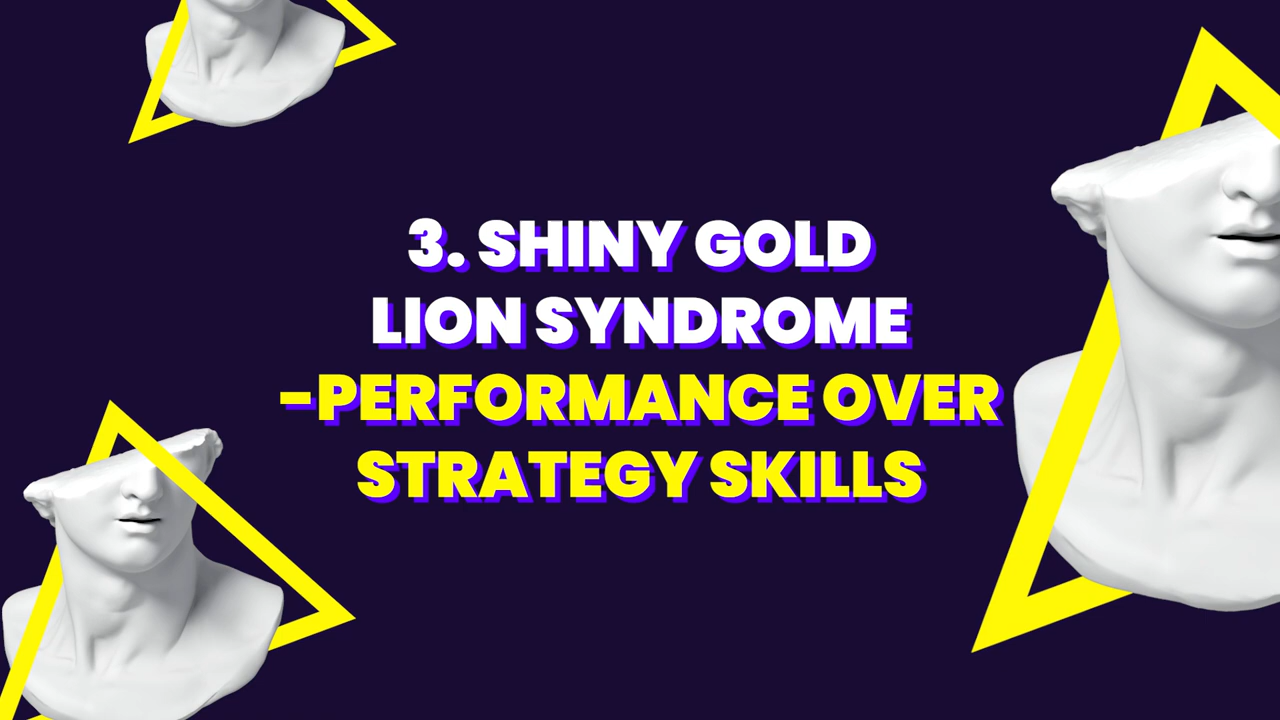 3. SHINY GOLD
LION SYNDROME
-PERFORMANCE OVER
STRATEGY SKILLS